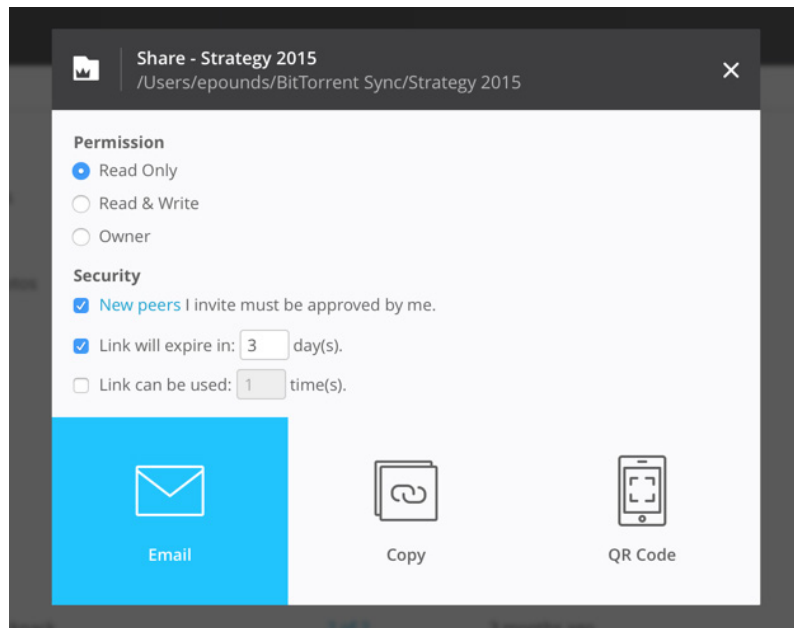 Share - Strategy 2015
/Users/epounds/BitTorrent Sync/Strategy 2015
Permission
Read Only
Read & Write
Owner
Security
New peers I invite must be approved by me.
Link will expire in: 3 day(s).
Link can be used: 1 time(s).
Email
Copy
QR Code